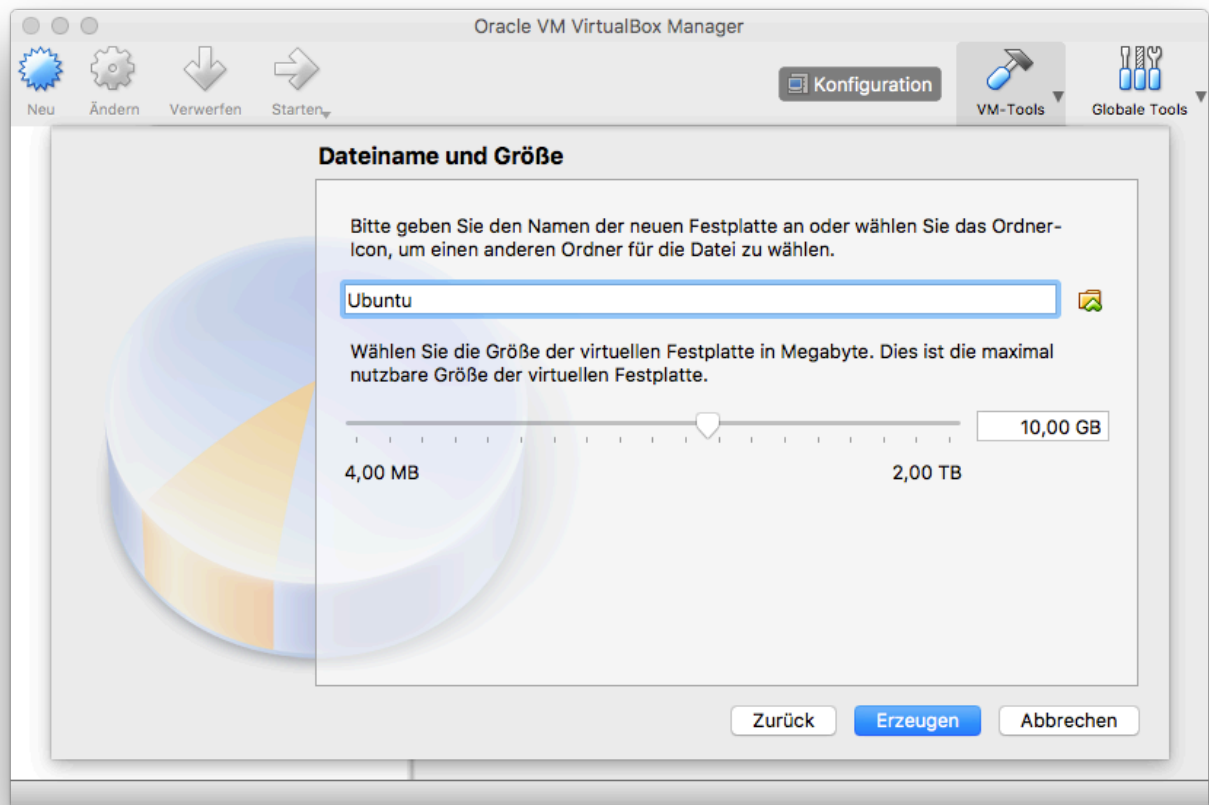 Oracle VM VirtualBox Manager
Neu
Ändern
Verwerfen
Starten
Konfiguration
VM-Tools
Globale Tools
Dateiname und Größe
Bitte geben Sie den Namen der neuen Festplatte an oder wählen Sie das Ordner-
Icon, um einen anderen Ordner für die Datei zu wählen.
Ubuntu
Wählen Sie die Größe der virtuellen Festplatte in Megabyte. Dies ist die maximal
nutzbare Größe der virtuellen Festplatte.
10,00 GB
4,00 MB
2,00 TB
Zurück
Erzeugen
Abbrechen